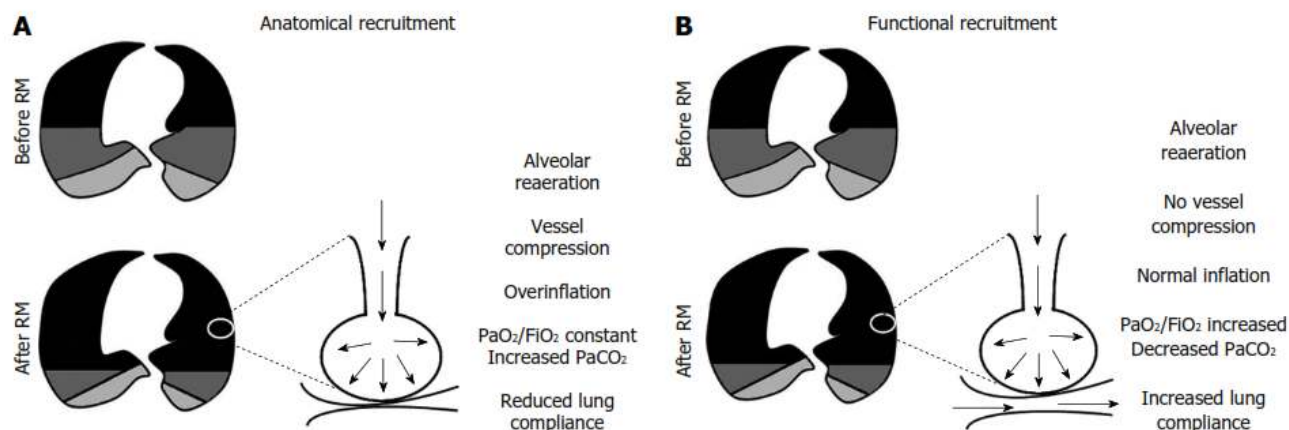 A
Anatomical recruitment
Before RM
After RM
Alveolar
reaeration
Vessel
compression
Overinflation
PaO₂/FiO₂ constant
Increased PaCO₂
Reduced lung
compliance
B
Functional recruitment
Before RM
After RM
Alveolar
reaeration
No vessel
compression
Normal inflation
PaO₂/FiO₂ increased
Decreased PaCO₂
Increased lung
compliance